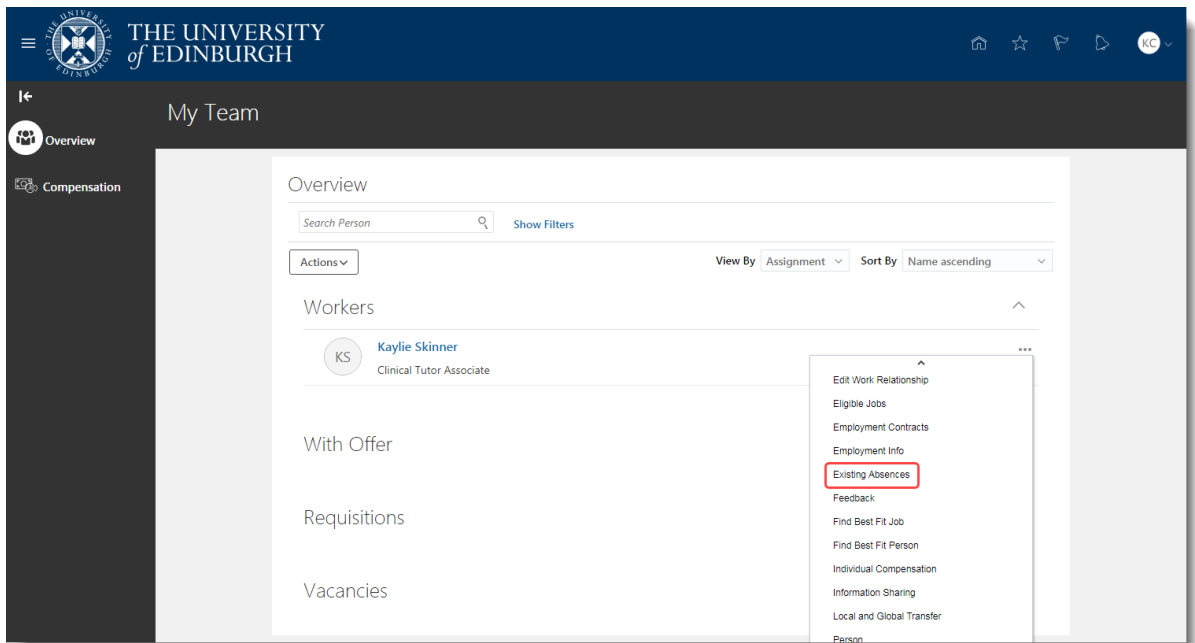 THE UNIVERSITY
of EDINBURGH
KC
My Team
Overview
Compensation
Overview
Search Person
Show Filters
Actions
View By Assignment Sort By Name ascending
Workers
KS
Kaylie Skinner
Clinical Tutor Associate
Edit Work Relationship
Eligible Jobs
Employment Contracts
Employment Info
Existing Absences
Feedback
Find Best Fit Job
Find Best Fit Person
Individual Compensation
Information Sharing
Local and Global Transfer
Person
With Offer
Requisitions
Vacancies